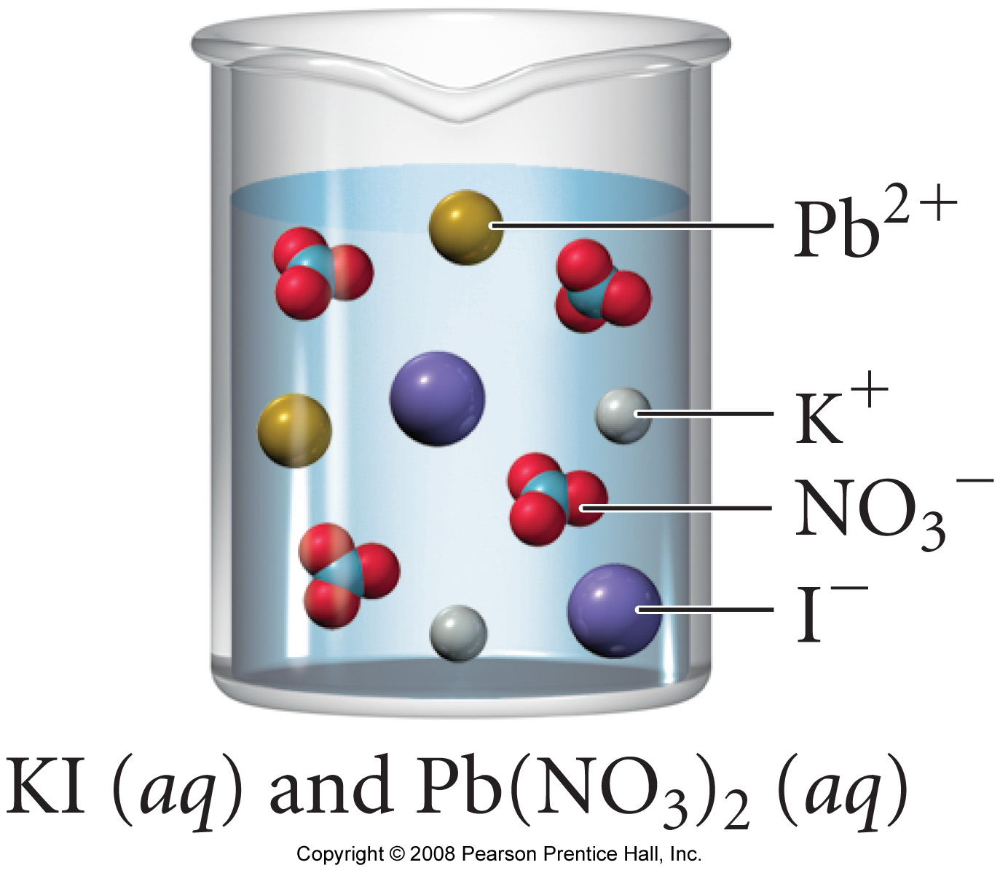 Pb²⁺
K⁺
NO₃⁻
I⁻
KI (aq) and Pb(NO₃)₂ (aq)
Copyright © 2008 Pearson Prentice Hall, Inc.